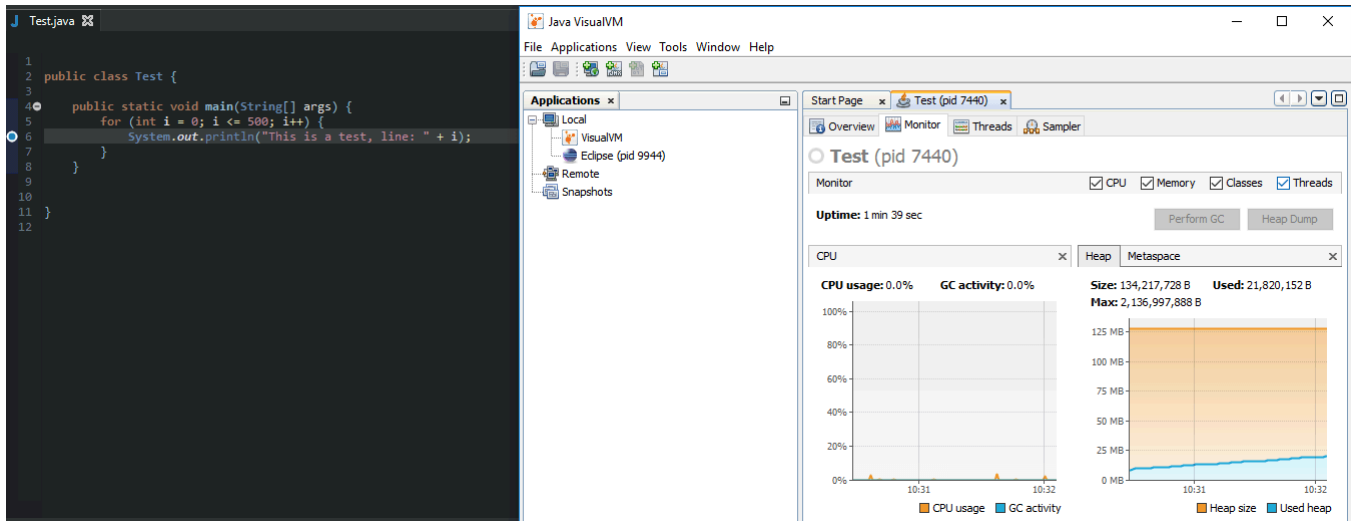 Test.java
1
2 public class Test {
3
4 public static void main(String[] args) {
5 for (int i = 0; i <= 500; i++) {
6 System.out.println("This is a test, line: " + i);
7 }
8 }
9
10
11 }
12
Java VisualVM
File Applications View Tools Window Help
Applications
Local
VisualVM
Eclipse (pid 9944)
Remote
Snapshots
Start Page Test (pid 7440)
Overview Monitor Threads Sampler
Test (pid 7440)
Monitor CPU Memory Classes Threads
Uptime: 1 min 39 sec Perform GC Heap Dump
CPU
CPU usage: 0.0% GC activity: 0.0%
100%
80%
60%
40%
20%
0%
10:31 10:32
CPU usage GC activity
Heap Metaspace
Size: 134,217,728 B Used: 21,820,152 B
Max: 2,136,997,888 B
125 MB
100 MB
75 MB
50 MB
25 MB
0 MB
10:31 10:32
Heap size Used heap